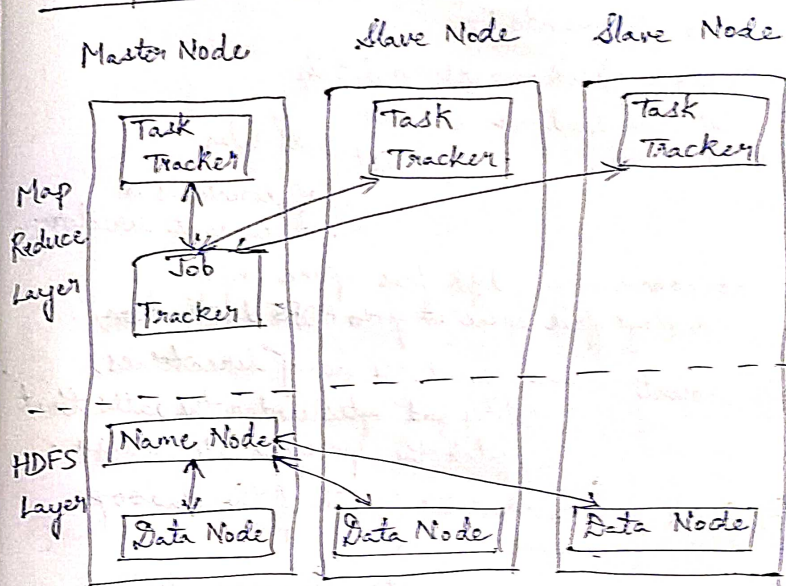 Master Node
Slave Node
Slave Node
Task
Tracker
Task
Tracker
Task
Tracker
Map
Reduce
Layer
Job
Tracker
HDFS
Layer
Name Node
Data Node
Data Node
Data Node